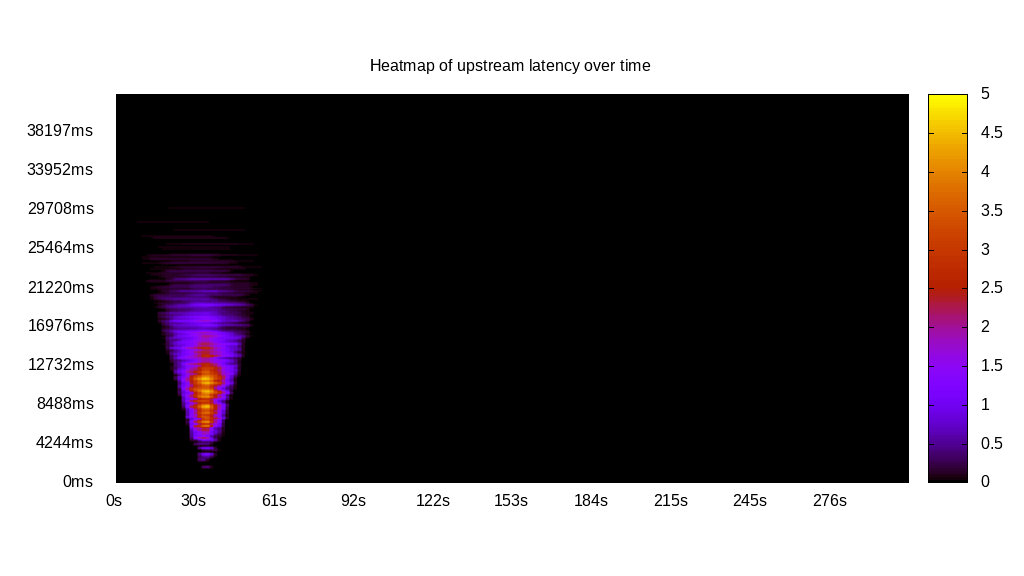 Heatmap of upstream latency over time
38197ms
33952ms
29708ms
25464ms
21220ms
16976ms
12732ms
8488ms
4244ms
0ms
0s 30s 61s 92s 122s 153s 184s 215s 245s 276s
5
4.5
4
3.5
3
2.5
2
1.5
1
0.5
0